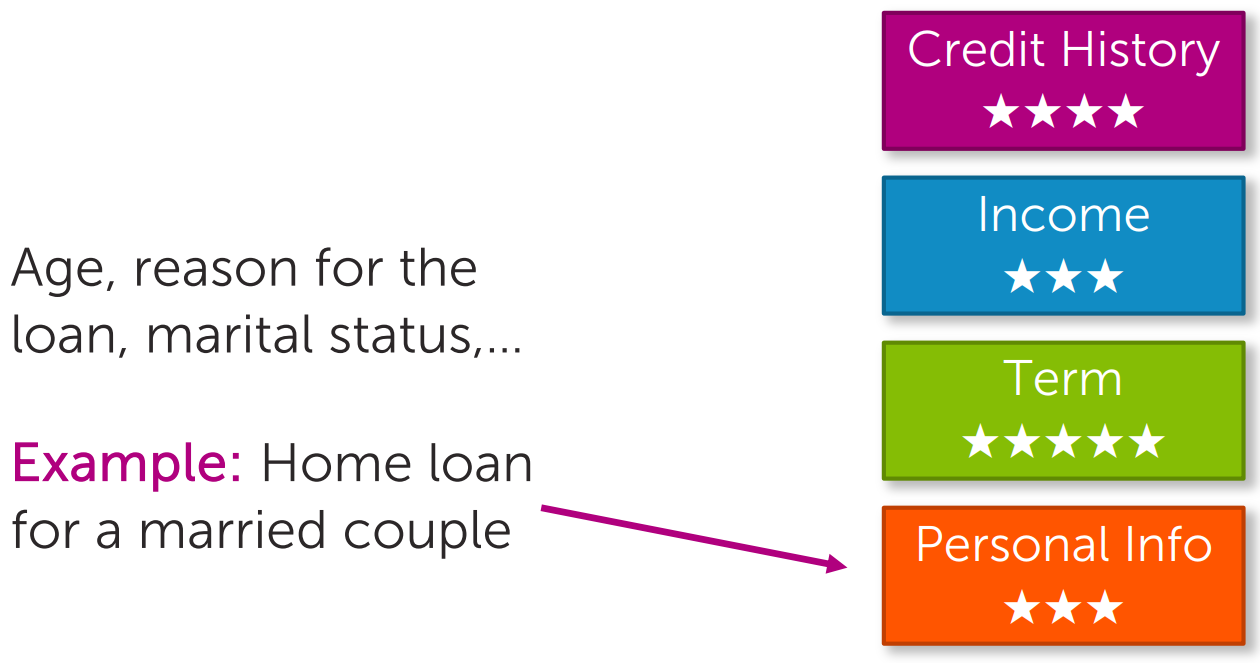 Credit History
★★★★
Income
★★★
Age, reason for the
loan, marital status,...
Term
★★★★★
Example: Home loan
for a married couple
Personal Info
★★★